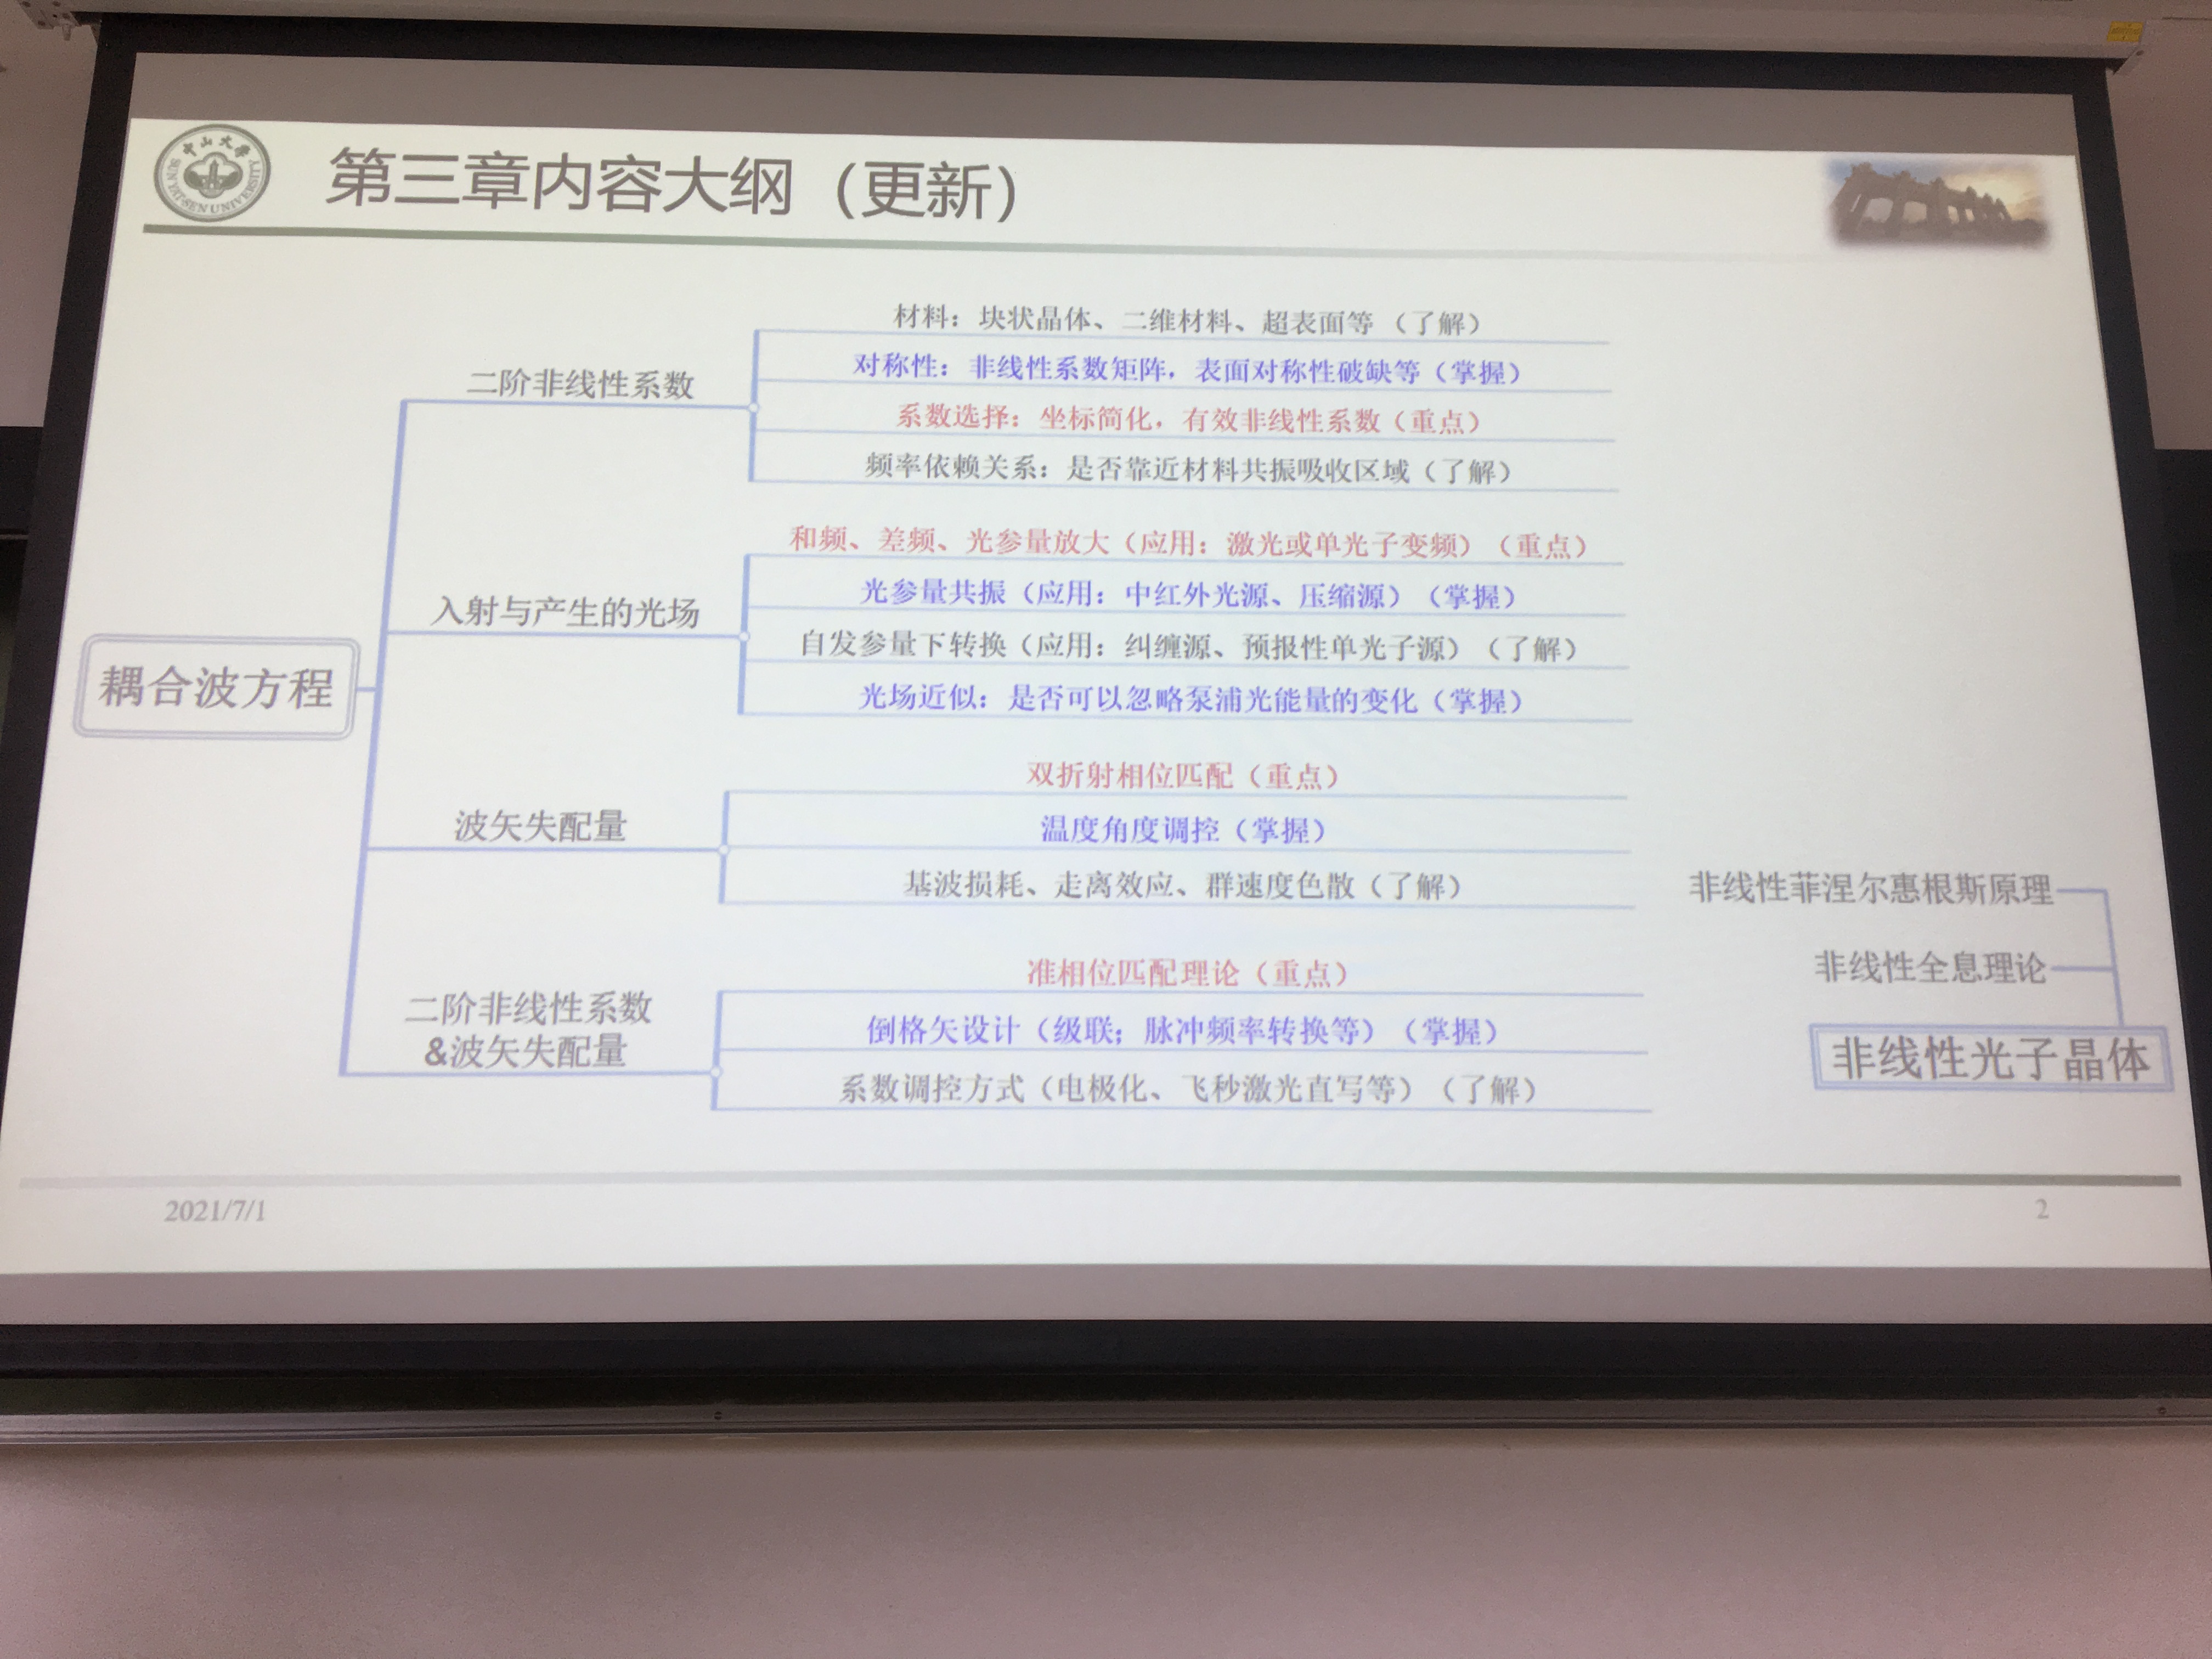 中山大学
SUN YAT-SEN UNIVERSITY
第三章内容大纲（更新）
耦合波方程
二阶非线性系数
材料：块状晶体、二维材料、超表面等（了解）
对称性：非线性系数矩阵，表面对称性破缺等（掌握）
系数选择：坐标简化，有效非线性系数（重点）
频率依赖关系：是否靠近材料共振吸收区域（了解）
入射与产生的光场
和频、差频、光参量放大（应用：激光或单光子变频）（重点）
光参量共振（应用：中红外光源、压缩源）（掌握）
自发参量下转换（应用：纠缠源、预报性单光子源）（了解）
光场近似：是否可以忽略泵浦光能量的变化（掌握）
波矢失配量
双折射相位匹配（重点）
温度角度调控（掌握）
基波损耗、走离效应、群速度色散（了解）
二阶非线性系数
&波矢失配量
准相位匹配理论（重点）
倒格矢设计（级联；脉冲频率转换等）（掌握）
系数调控方式（电极化、飞秒激光直写等）（了解）
非线性菲涅尔惠根斯原理
非线性全息理论
非线性光子晶体
2021/7/1
2